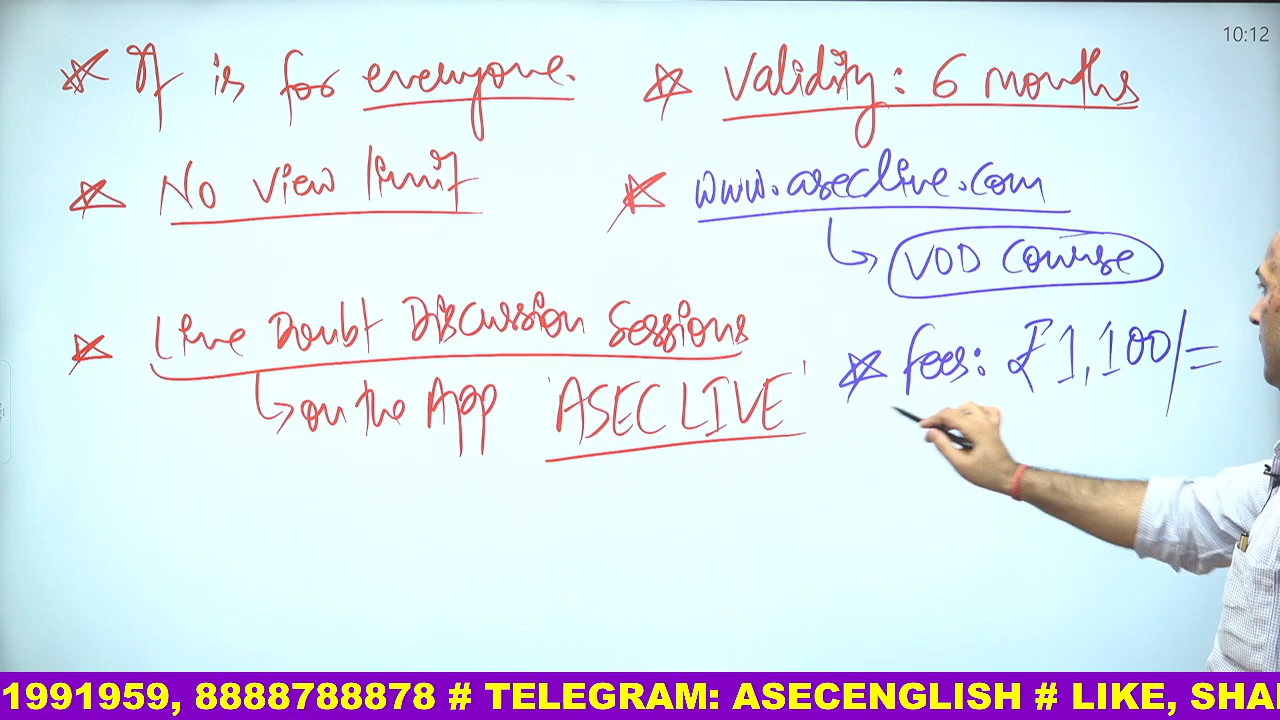 10:12
It is for everyone.
Validity: 6 months
No view limit
www.aseclive.com
VOD Course
Live Doubt Discussion Sessions
Fees: ₹1,100/=
on the App 'ASEC LIVE'
1991959, 8888788878 # TELEGRAM: ASECENGLISH # LIKE, SHA